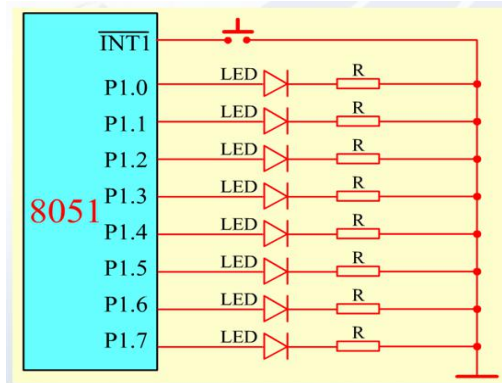 INT1
LED R
P1.0
LED R
P1.1
LED R
P1.2
LED R
P1.3
8051
LED R
P1.4
LED R
P1.5
LED R
P1.6
LED R
P1.7